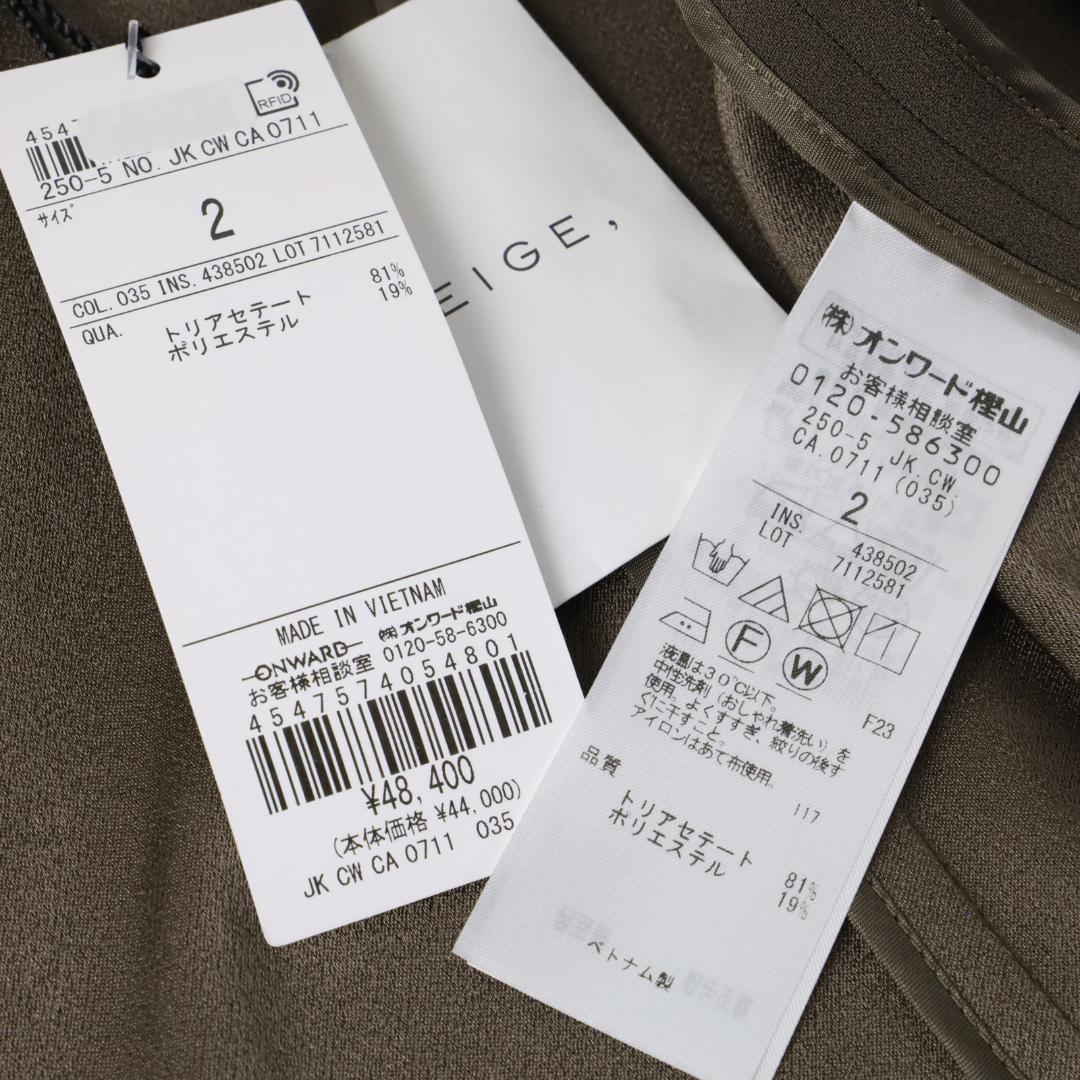 RFID
454
250-5 NO. JK CW CA 0711
サイズ
2
COL. 035 INS. 438502 LOT 7112581
QUA. トリアセテート 81%
ポリエステル 19%
MADE IN VIETNAM
ONWARD (株)オンワード樫山
お客様相談室 0120-58-6300
4547574054801
¥48,400
(本体価格 ¥44,000)
JK CW CA 0711 035
EIGE,
(株)オンワード樫山
お客様相談室
0120-586300
250-5 JK.CW.
CA.0711 (035)
2
INS. 438502
LOT 7112581
F W
F23
液温は30℃以下。
中性洗剤(おしゃれ着洗い)を
使用。よくすすぎ、絞りの後す
ぐに干すこと。
アイロンはあて布使用。
117
品質
トリアセテート 81%
ポリエステル 19%
ベトナム製